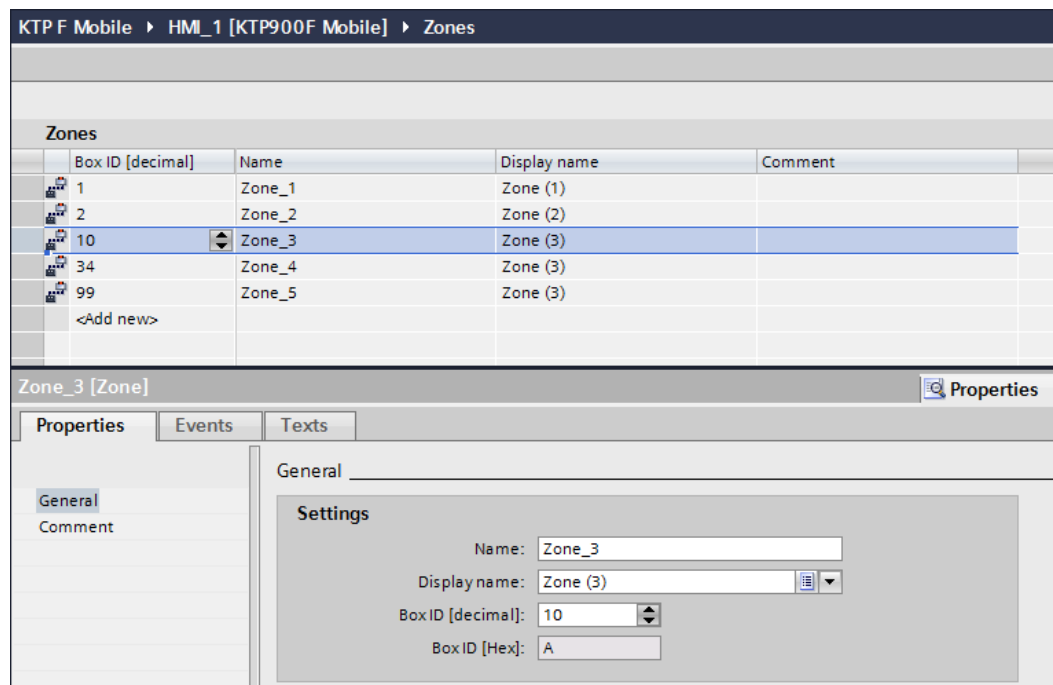 KTP F Mobile ▸ HMI_1 [KTP900F Mobile] ▸ Zones
Zones
Box ID [decimal] Name Display name Comment
1 Zone_1 Zone (1)
2 Zone_2 Zone (2)
10 Zone_3 Zone (3)
34 Zone_4 Zone (3)
99 Zone_5 Zone (3)
<Add new>
Zone_3 [Zone] Properties
Properties Events Texts
General
General
Comment
Settings
Name: Zone_3
Display name: Zone (3)
Box ID [decimal]: 10
Box ID [Hex]: A